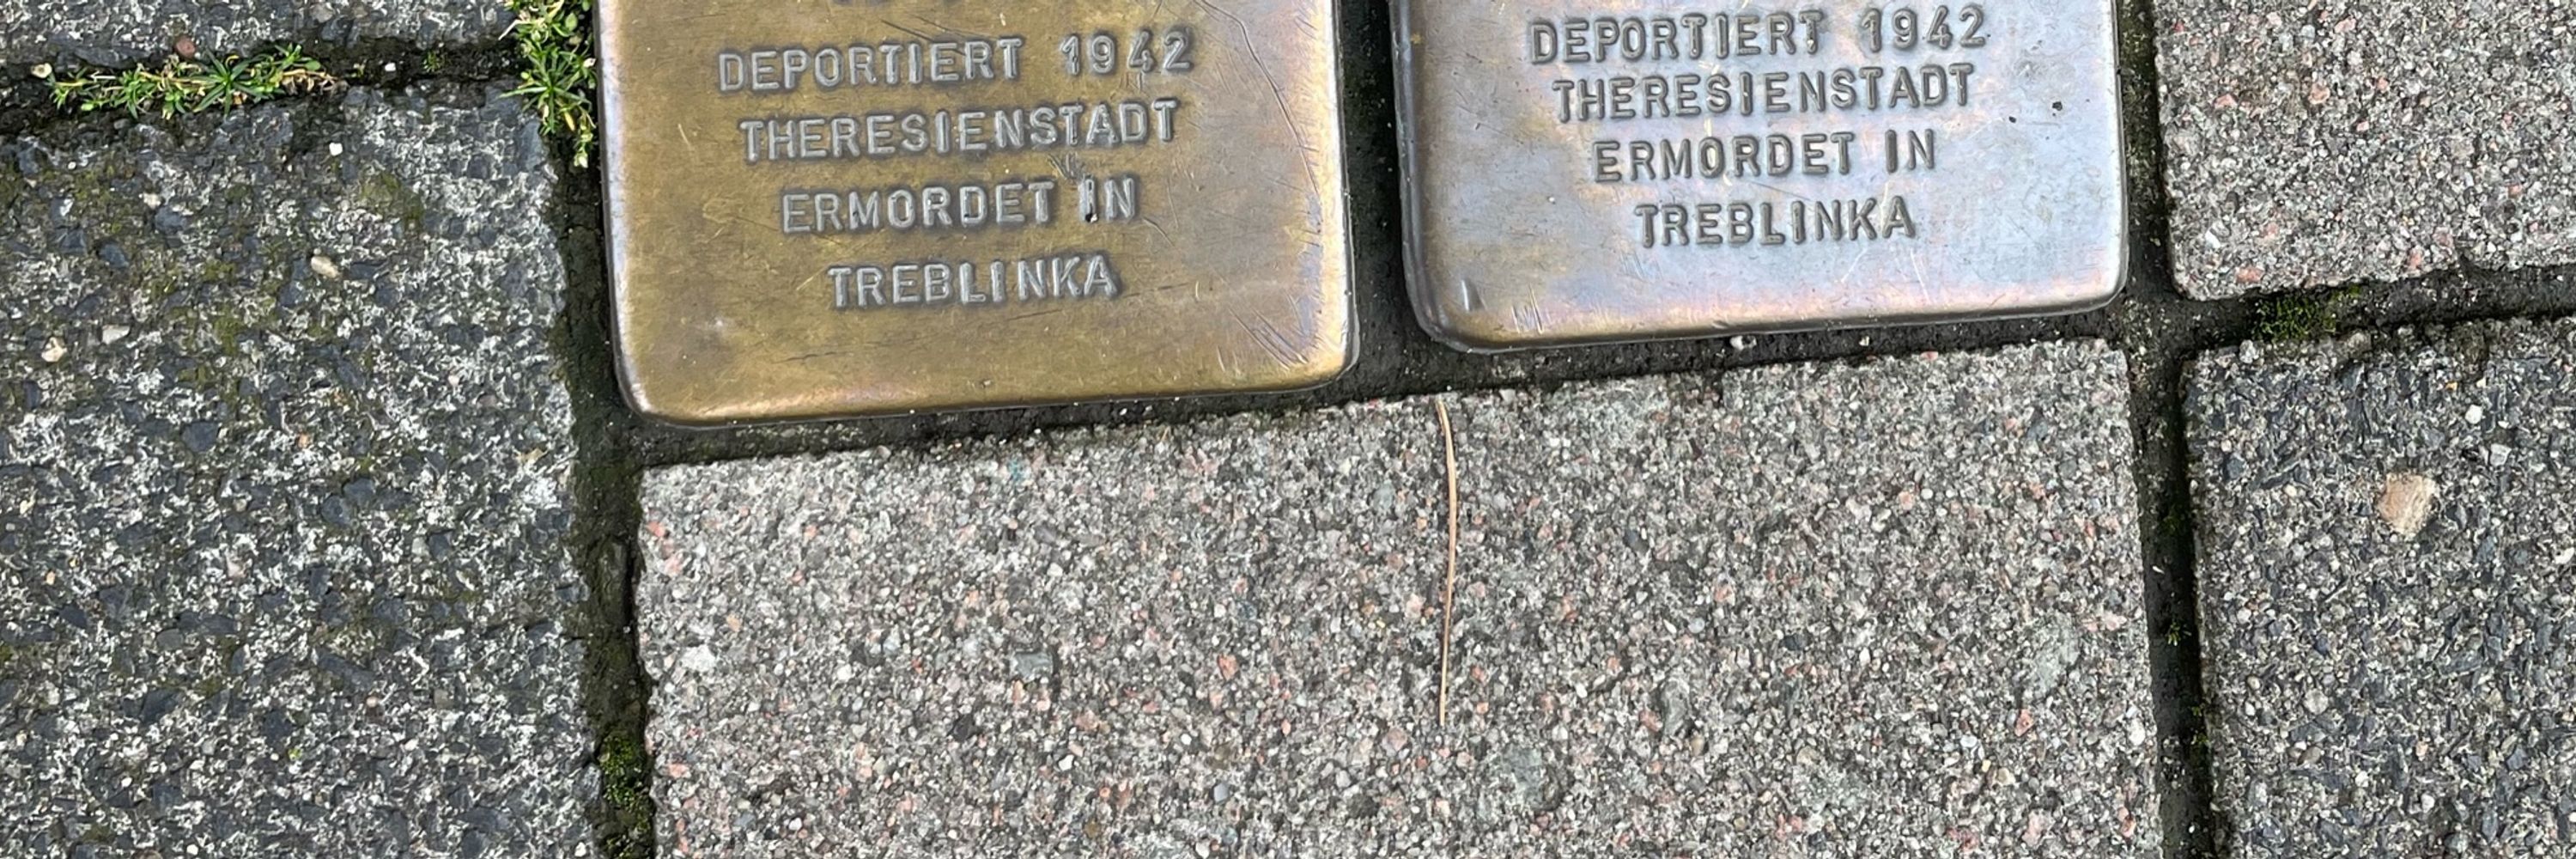 DEPORTIERT 1942
THERESIENSTADT
ERMORDET IN
TREBLINKA
DEPORTIERT 1942
THERESIENSTADT
ERMORDET IN
TREBLINKA